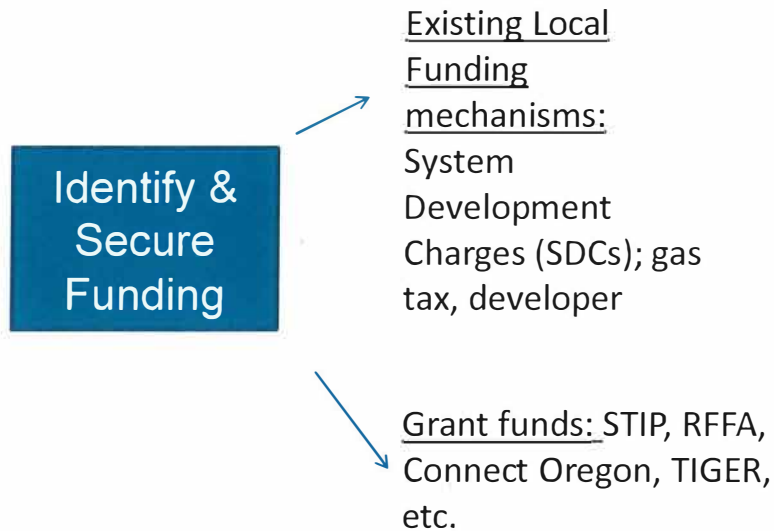 Identify &
Secure
Funding
Existing Local
Funding
mechanisms:
System
Development
Charges (SDCs); gas
tax, developer
Grant funds: STIP, RFFA,
Connect Oregon, TIGER,
etc.